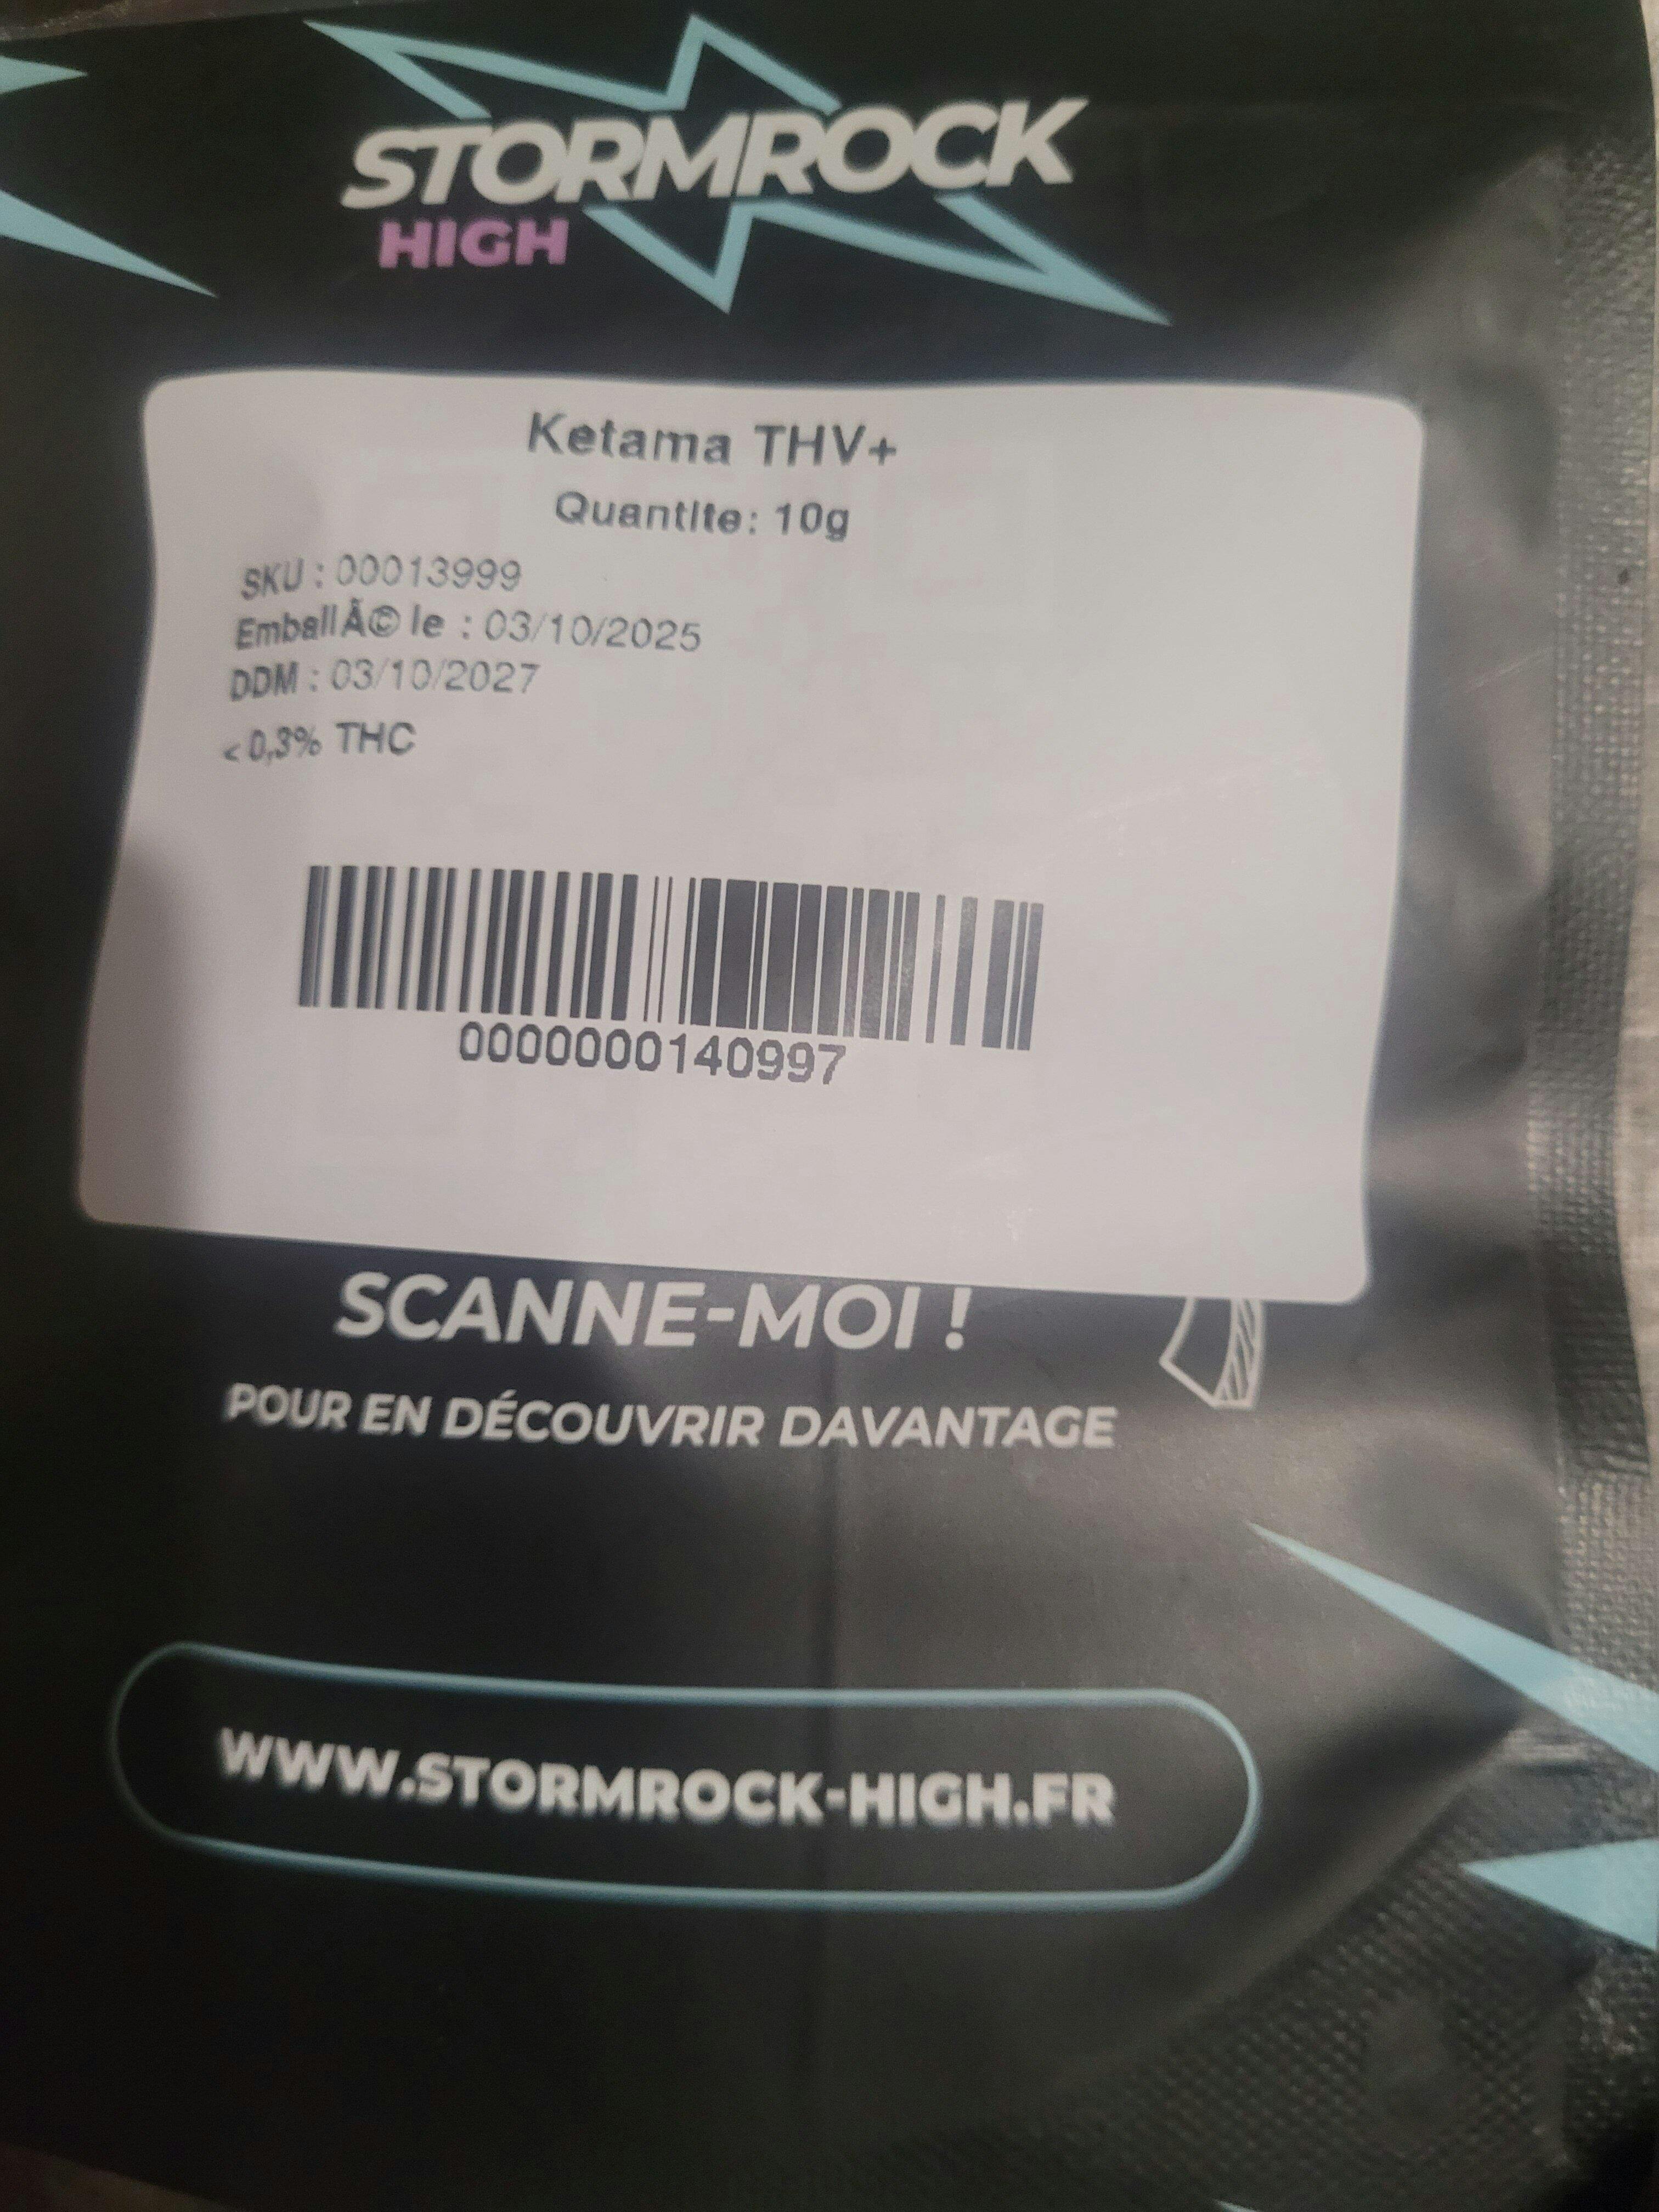 STORMROCK
HIGH
Ketama THV+
Quantite: 10g
SKU : 00013999
EmballÃ© le : 03/10/2025
DDM : 03/10/2027
< 0,3% THC
0000000140997
SCANNE-MOI !
POUR EN DÉCOUVRIR DAVANTAGE
WWW.STORMROCK-HIGH.FR